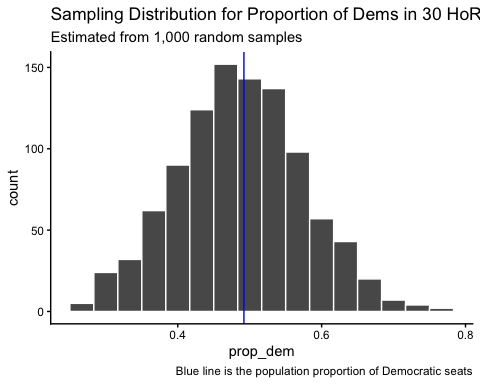 Sampling Distribution for Proportion of Dems in 30 HoR
Estimated from 1,000 random samples
150
100
50
0
count
0.4 0.6 0.8
prop_dem
Blue line is the population proportion of Democratic seats